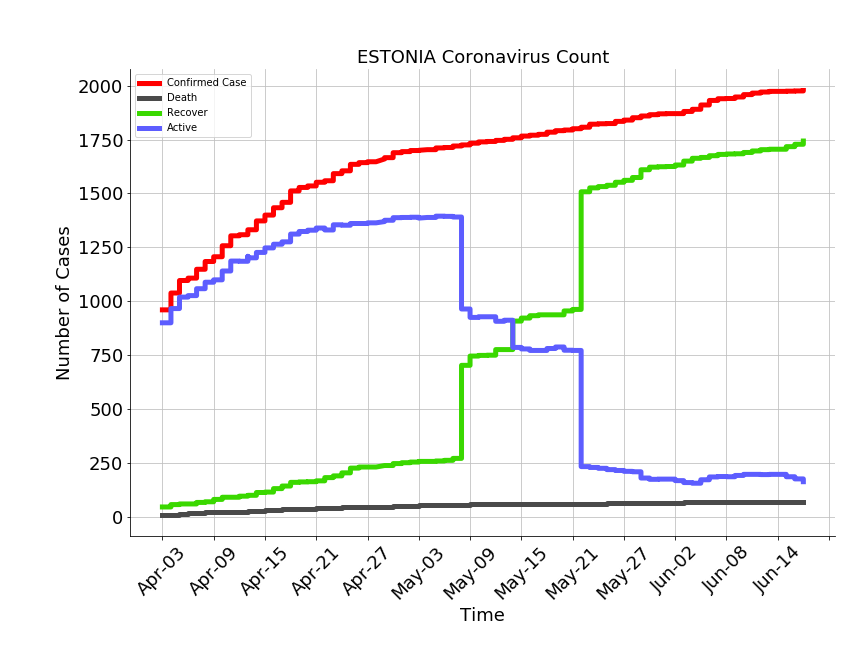 ESTONIA Coronavirus Count
Confirmed Case
Death
Recover
Active
2000
1750
1500
1250
1000
750
500
250
0
Number of Cases
Apr-03
Apr-09
Apr-15
Apr-21
Apr-27
May-03
May-09
May-15
May-21
May-27
Jun-02
Jun-08
Jun-14
Time